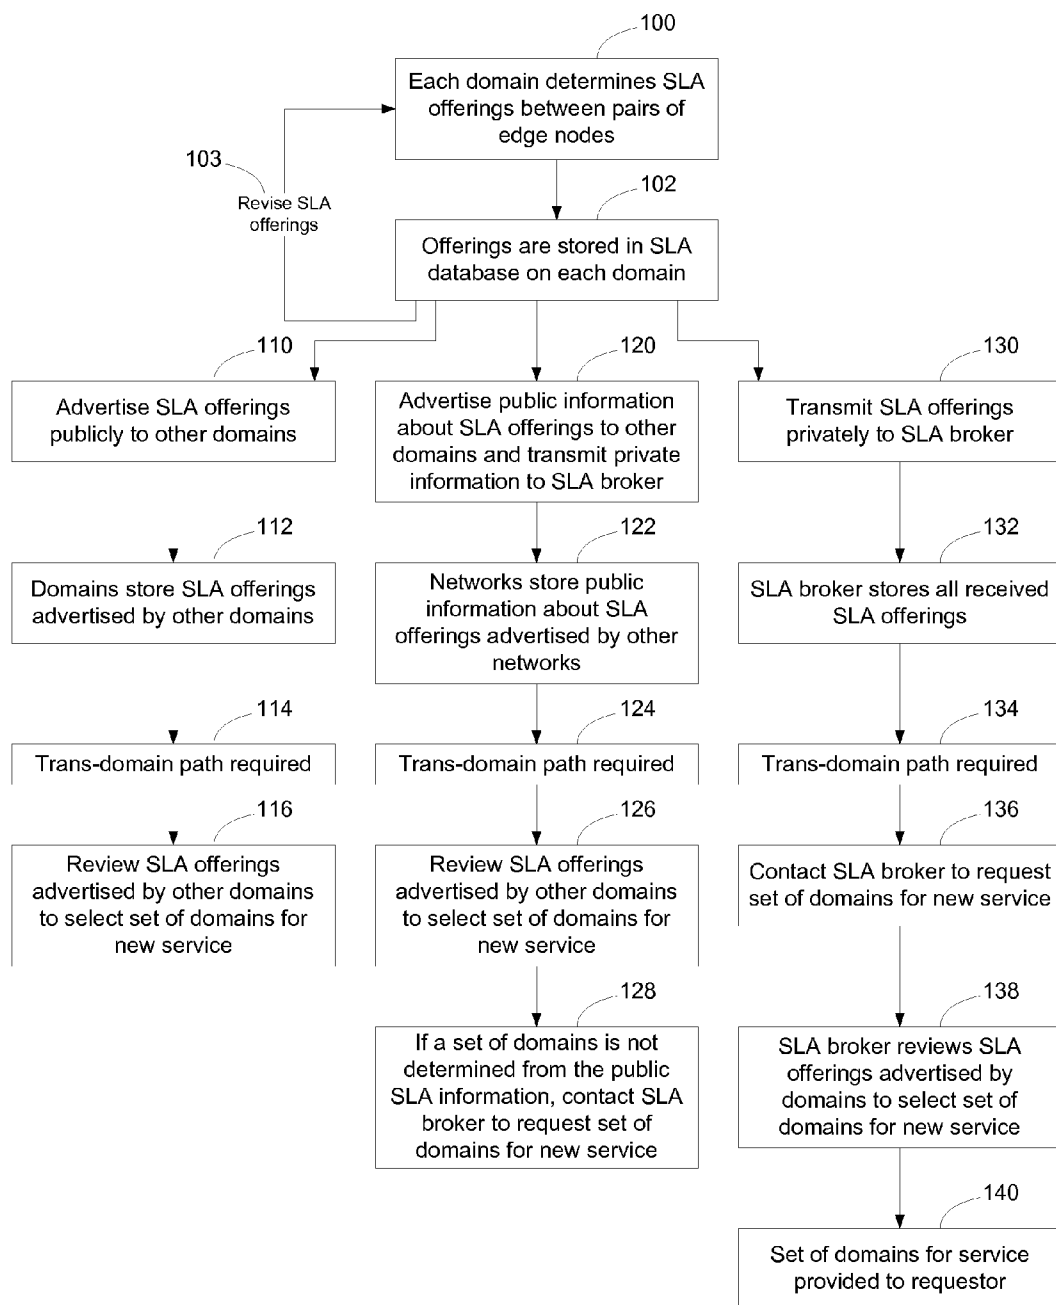 100
Each domain determines SLA
offerings between pairs of
edge nodes
103
Revise SLA
offerings
102
Offerings are stored in SLA
database on each domain
110
Advertise SLA offerings
publicly to other domains
120
Advertise public information
about SLA offerings to other
domains and transmit private
information to SLA broker
130
Transmit SLA offerings
privately to SLA broker
112
Domains store SLA offerings
advertised by other domains
122
Networks store public
information about SLA
offerings advertised by other
networks
132
SLA broker stores all received
SLA offerings
114
Trans-domain path required
124
Trans-domain path required
134
Trans-domain path required
116
Review SLA offerings
advertised by other domains
to select set of domains for
new service
126
Review SLA offerings
advertised by other domains
to select set of domains for
new service
136
Contact SLA broker to request
set of domains for new service
128
If a set of domains is not
determined from the public
SLA information, contact SLA
broker to request set of
domains for new service
138
SLA broker reviews SLA
offerings advertised by
domains to select set of
domains for new service
140
Set of domains for service
provided to requestor